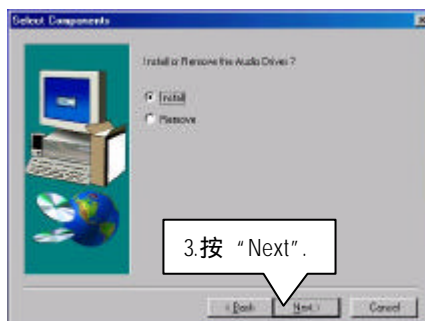 Select Components
Install or Remove the Audio Driver ?
Install
Remove
3.按 “Next”.
< Back Next > Cancel